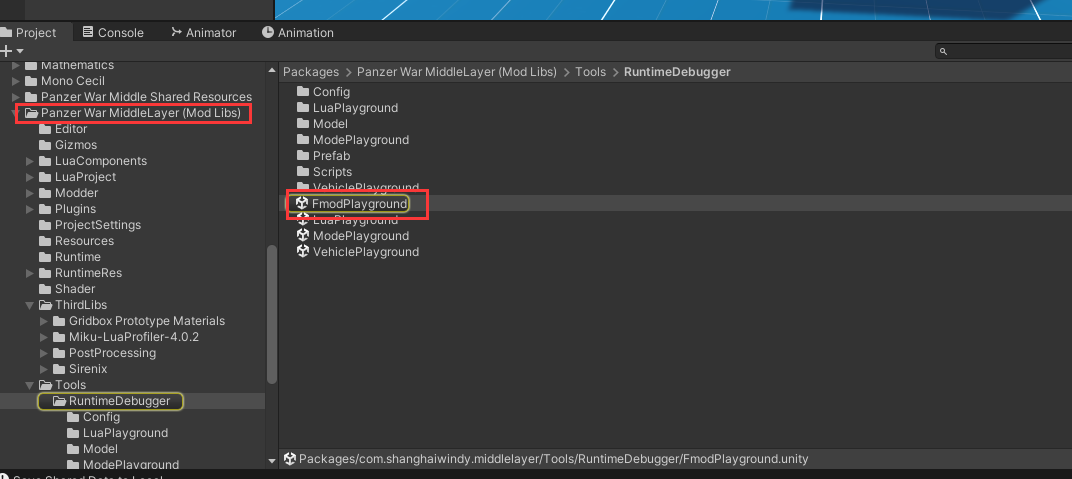 Project
Console
Animator
Animation
Mathematics
Mono Cecil
Panzer War Middle Shared Resources
Panzer War MiddleLayer (Mod Libs)
Editor
Gizmos
LuaComponents
LuaProject
Modder
Plugins
ProjectSettings
Resources
Runtime
RuntimeRes
Shader
ThirdLibs
Gridbox Prototype Materials
Miku-LuaProfiler-4.0.2
PostProcessing
Sirenix
Tools
RuntimeDebugger
Config
LuaPlayground
Model
ModePlayground
Packages > Panzer War MiddleLayer (Mod Libs) > Tools > RuntimeDebugger
Config
LuaPlayground
Model
ModePlayground
Prefab
Scripts
VehiclePlayground
FmodPlayground
LuaPlayground
ModePlayground
VehiclePlayground
Packages/com.shanghaiwindy.middlelayer/Tools/RuntimeDebugger/FmodPlayground.unity
Save Shared Data to Local